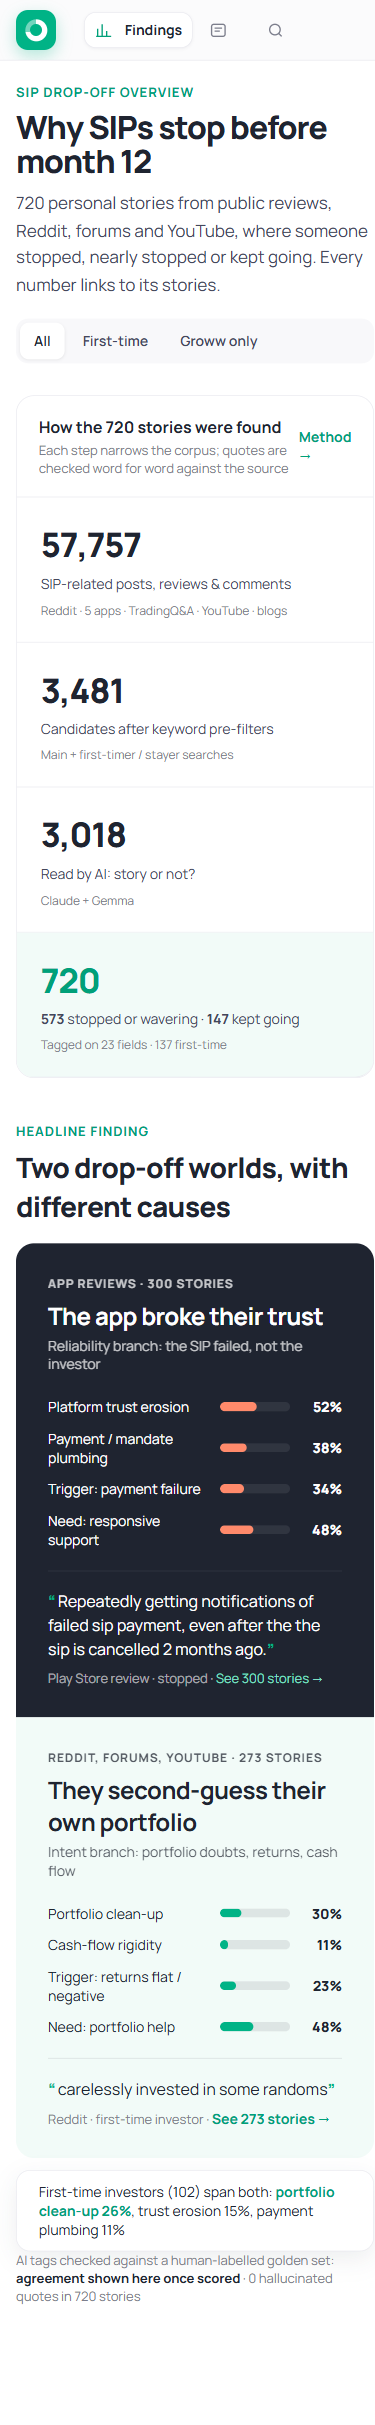 Findings
SIP DROP-OFF OVERVIEW
Why SIPs stop before
month 12
720 personal stories from public reviews,
Reddit, forums and YouTube, where someone
stopped, nearly stopped or kept going. Every
number links to its stories.
All First-time Groww only
How the 720 stories were found
Method →
Each step narrows the corpus; quotes are
checked word for word against the source
57,757
SIP-related posts, reviews & comments
Reddit · 5 apps · TradingQ&A · YouTube · blogs
3,481
Candidates after keyword pre-filters
Main + first-timer / stayer searches
3,018
Read by AI: story or not?
Claude + Gemma
720
573 stopped or wavering · 147 kept going
Tagged on 23 fields · 137 first-time
HEADLINE FINDING
Two drop-off worlds, with
different causes
APP REVIEWS · 300 STORIES
The app broke their trust
Reliability branch: the SIP failed, not the
investor
Platform trust erosion 52%
Payment / mandate
plumbing 38%
Trigger: payment failure 34%
Need: responsive
support 48%
“ Repeatedly getting notifications of
failed sip payment, even after the the
sip is cancelled 2 months ago.”
Play Store review · stopped · See 300 stories →
REDDIT, FORUMS, YOUTUBE · 273 STORIES
They second-guess their
own portfolio
Intent branch: portfolio doubts, returns, cash
flow
Portfolio clean-up 30%
Cash-flow rigidity 11%
Trigger: returns flat /
negative 23%
Need: portfolio help 48%
“ carelessly invested in some randoms”
Reddit · first-time investor · See 273 stories →
First-time investors (102) span both: portfolio
clean-up 26%, trust erosion 15%, payment
plumbing 11%
AI tags checked against a human-labelled golden set:
agreement shown here once scored · 0 hallucinated
quotes in 720 stories